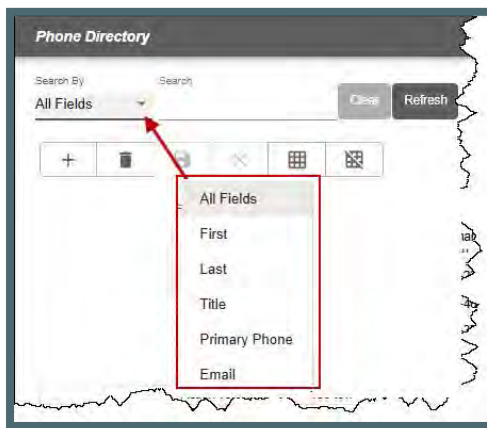 Phone Directory
Search By Search
All Fields Clear Refresh
All Fields
First
Last
Title
Primary Phone
Email